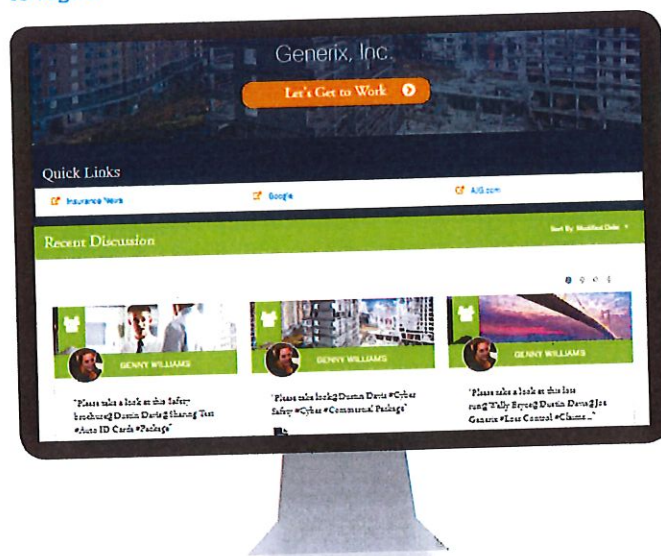 Generix, Inc.
Let's Get to Work
Quick Links
Insurance News
Google
AIG.com
Recent Discussion
Sort By Modified Date
GENNY WILLIAMS
GENNY WILLIAMS
GENNY WILLIAMS
"Please take a look at this Safety
brochure@ Dustin Davis@ Sharing Test
#Auto ID Cards #Package"
"Please take look@ Dustin Davis #Cyber
Safety #Cyber #Commercial Package"
"Please take a look at this loss
run@ Wally Bryce@ Dustin Davis@ Joe
Generix #Loss Control #Claims..."